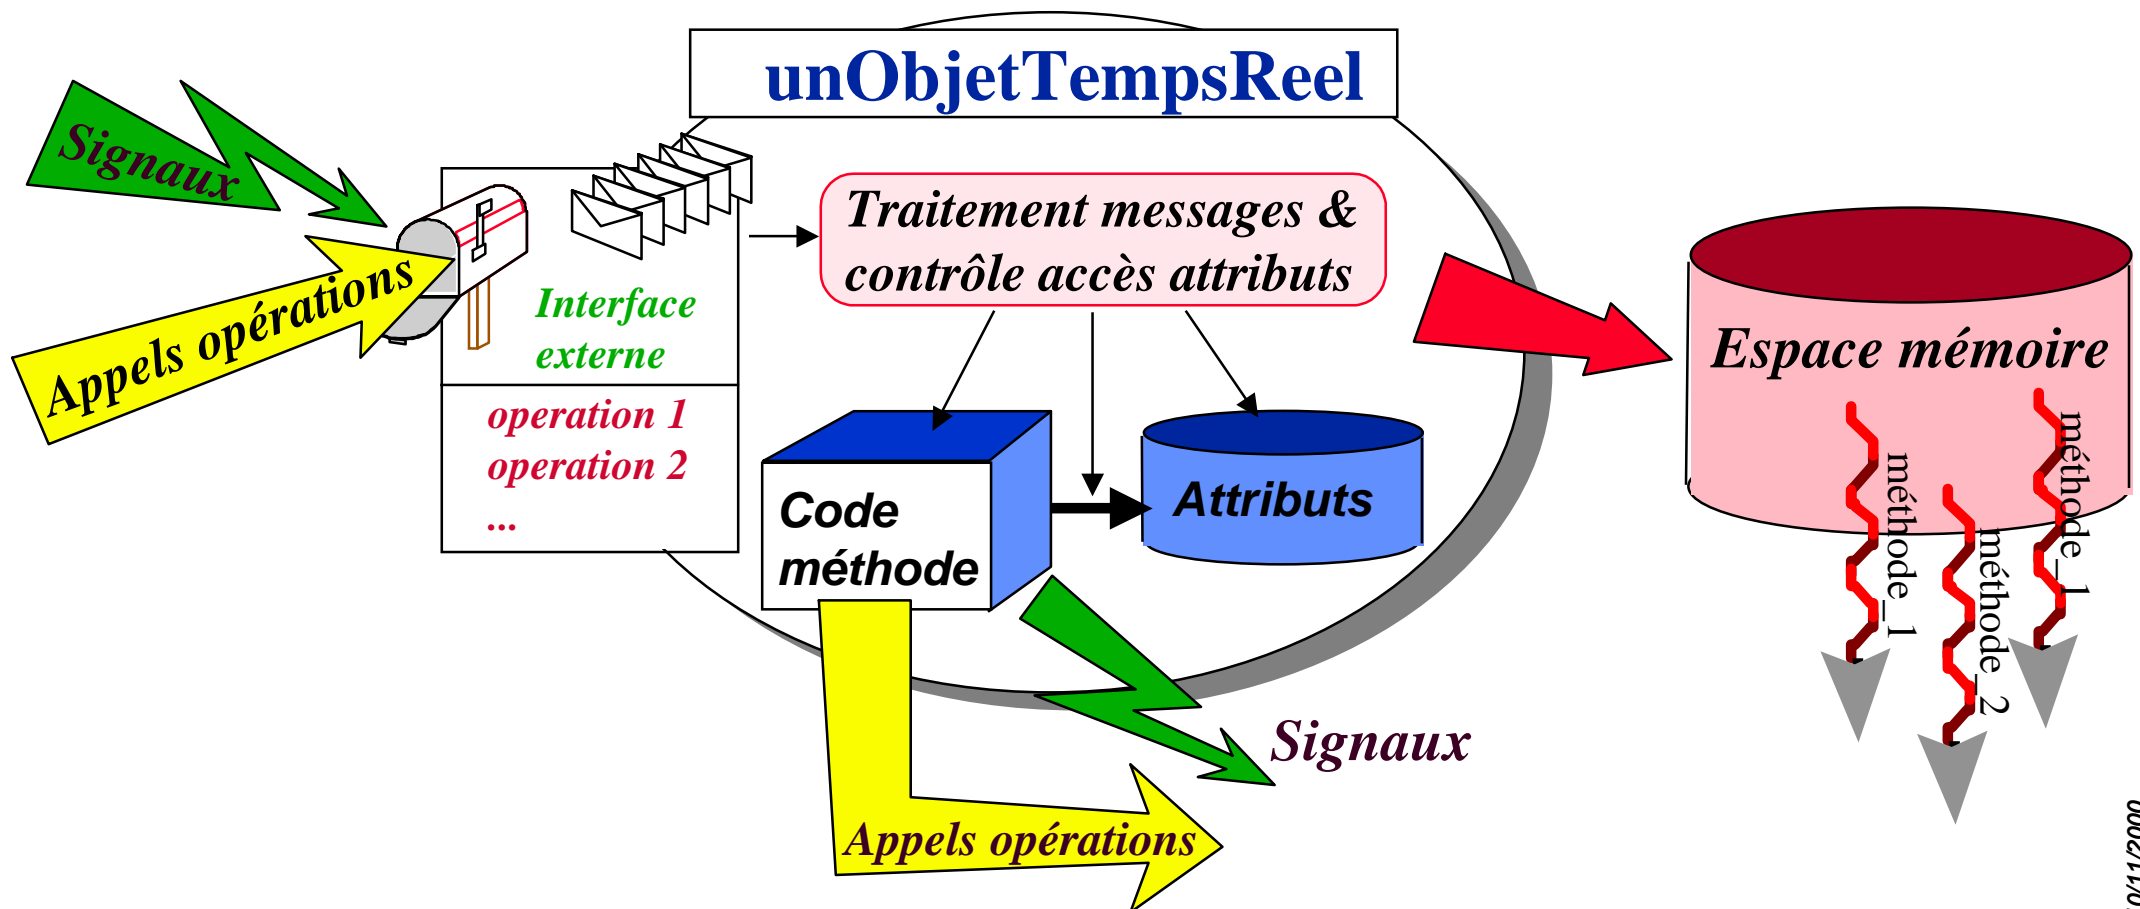 unObjetTempsReel
Signaux
Appels opérations
Interface
externe
operation 1
operation 2
...
Traitement messages &
contrôle accès attributs
Code
méthode
Attributs
Signaux
Appels opérations
Espace mémoire
méthode_1
méthode_2
méthode_1